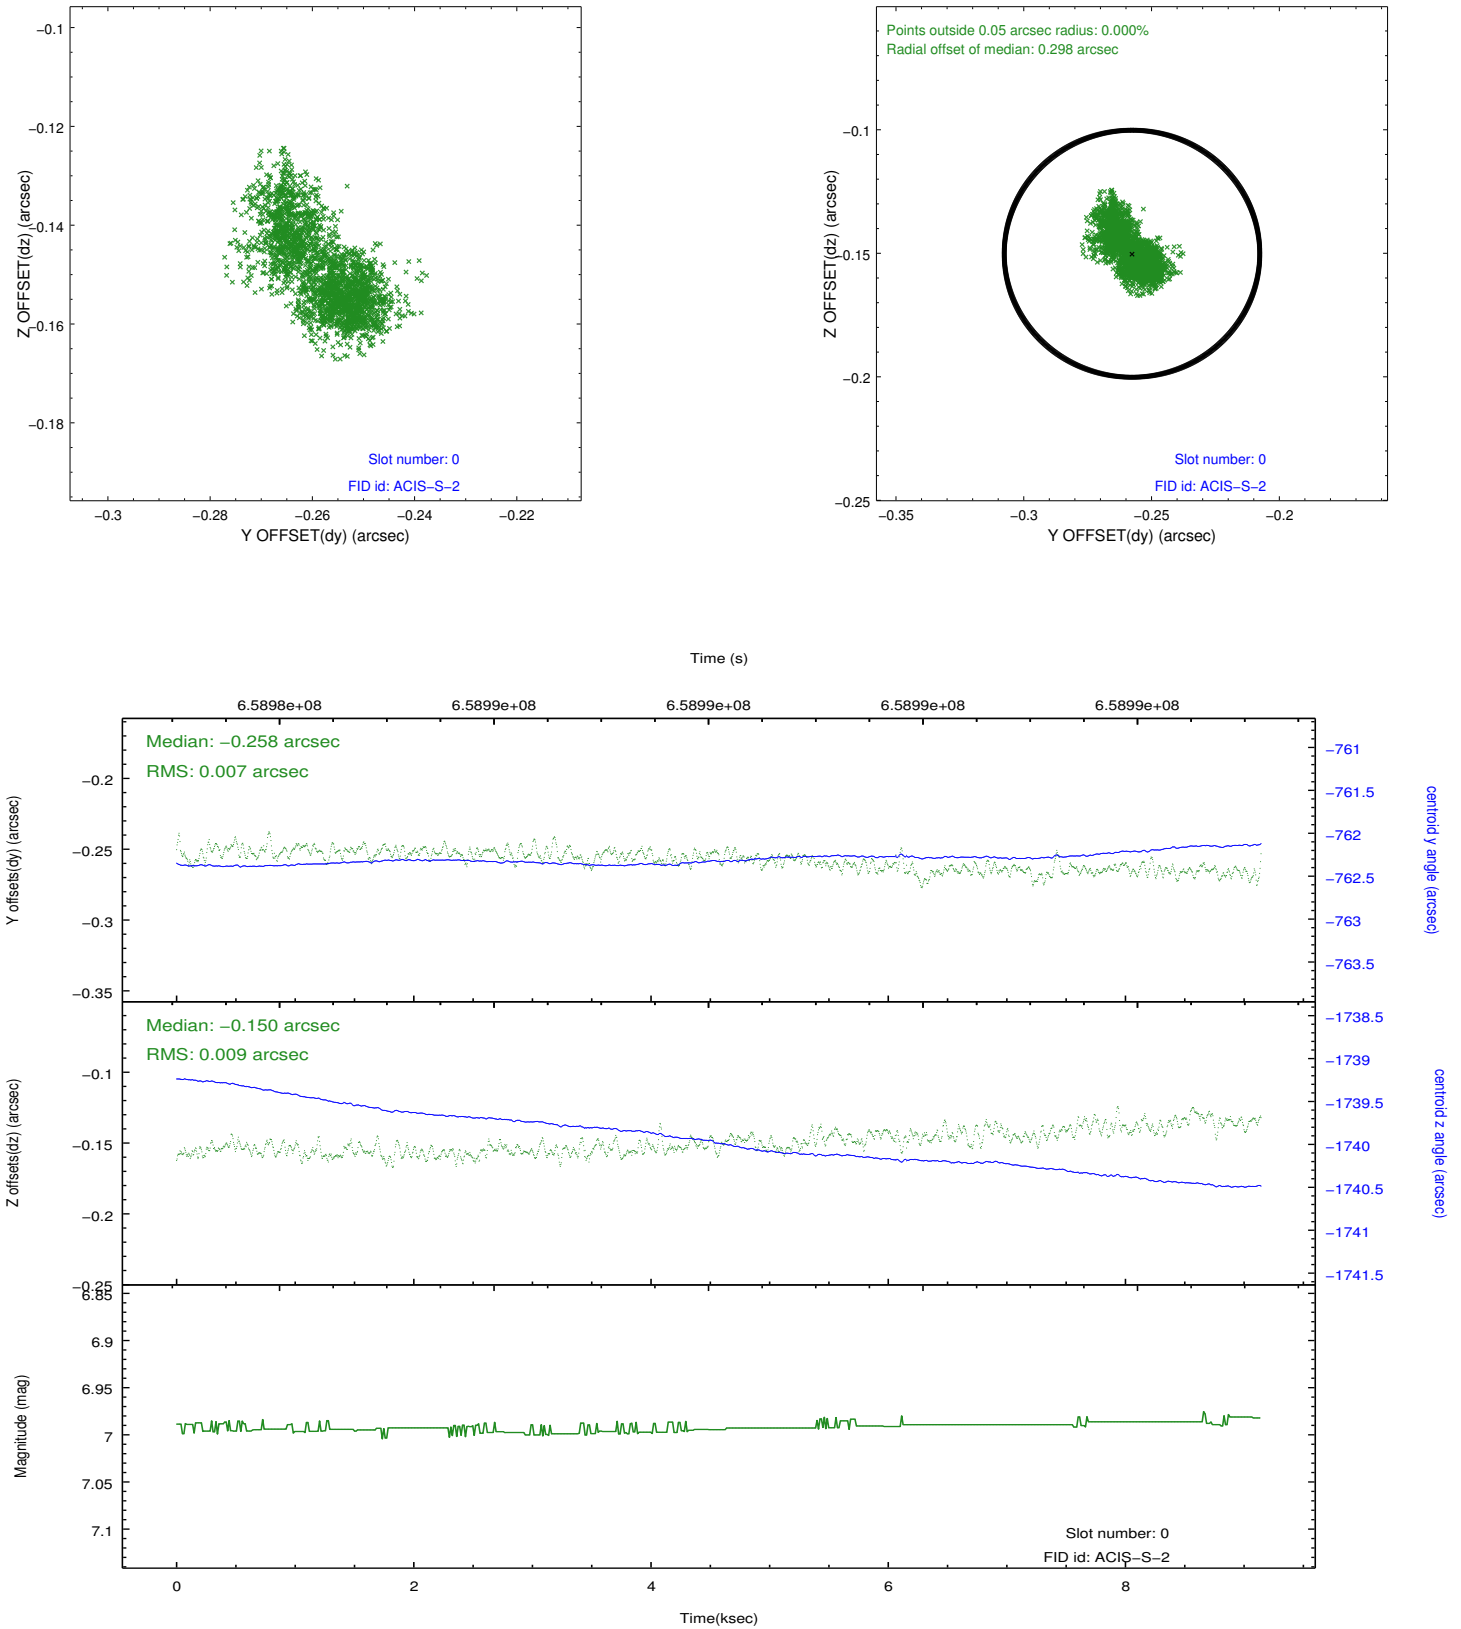 −0.1
−0.12
−0.14
−0.16
−0.18
Z OFFSET(dz) (arcsec)
Slot number: 0
FID id: ACIS−S−2
−0.3
−0.28
−0.26
−0.24
−0.22
Y OFFSET(dy) (arcsec)
Points outside 0.05 arcsec radius: 0.000%
Radial offset of median: 0.298 arcsec
−0.1
−0.15
−0.2
−0.25
Z OFFSET(dz) (arcsec)
Slot number: 0
FID id: ACIS−S−2
−0.35
−0.3
−0.25
−0.2
Y OFFSET(dy) (arcsec)
Time (s)
6.5898e+08
6.5899e+08
6.5899e+08
6.5899e+08
6.5899e+08
Median: −0.258 arcsec
RMS: 0.007 arcsec
−0.2
−0.25
−0.3
−0.35
Y offsets(dy) (arcsec)
−761
−761.5
−762
−762.5
−763
−763.5
centroid y angle (arcsec)
Median: −0.150 arcsec
RMS: 0.009 arcsec
−0.1
−0.15
−0.2
−0.25
Z offsets(dz) (arcsec)
−1738.5
−1739
−1739.5
−1740
−1740.5
−1741
−1741.5
centroid z angle (arcsec)
6.85
6.9
6.95
7
7.05
7.1
Magnitude (mag)
Slot number: 0
FID id: ACIS−S−2
0
2
4
6
8
Time(ksec)